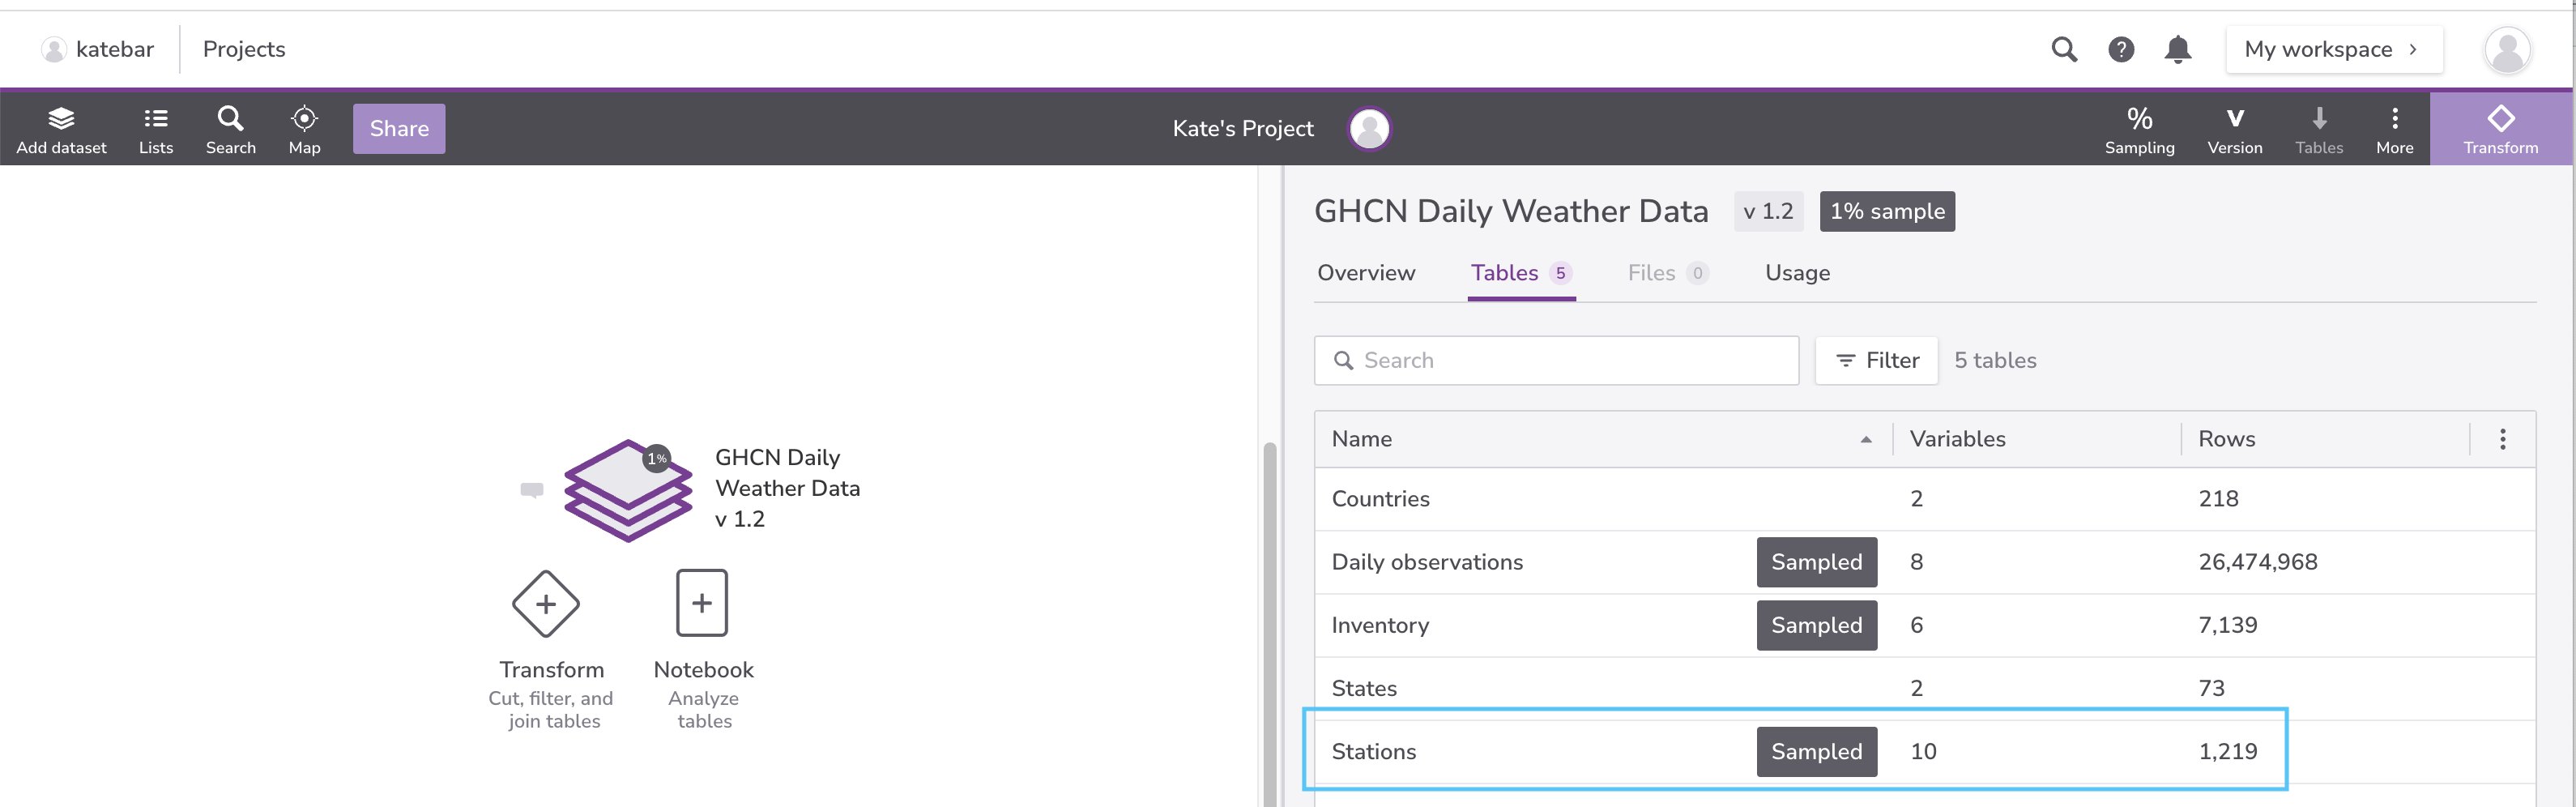 katebar
Projects
My workspace
Add dataset
Lists
Search
Map
Share
Kate's Project
%
Sampling
V
Version
Tables
More
Transform
1%
GHCN Daily
Weather Data
v 1.2
Transform
Cut, filter, and
join tables
Notebook
Analyze
tables
GHCN Daily Weather Data v 1.2 1% sample
Overview Tables 5 Files 0 Usage
Search Filter 5 tables
Name Variables Rows
Countries 2 218
Daily observations Sampled 8 26,474,968
Inventory Sampled 6 7,139
States 2 73
Stations Sampled 10 1,219